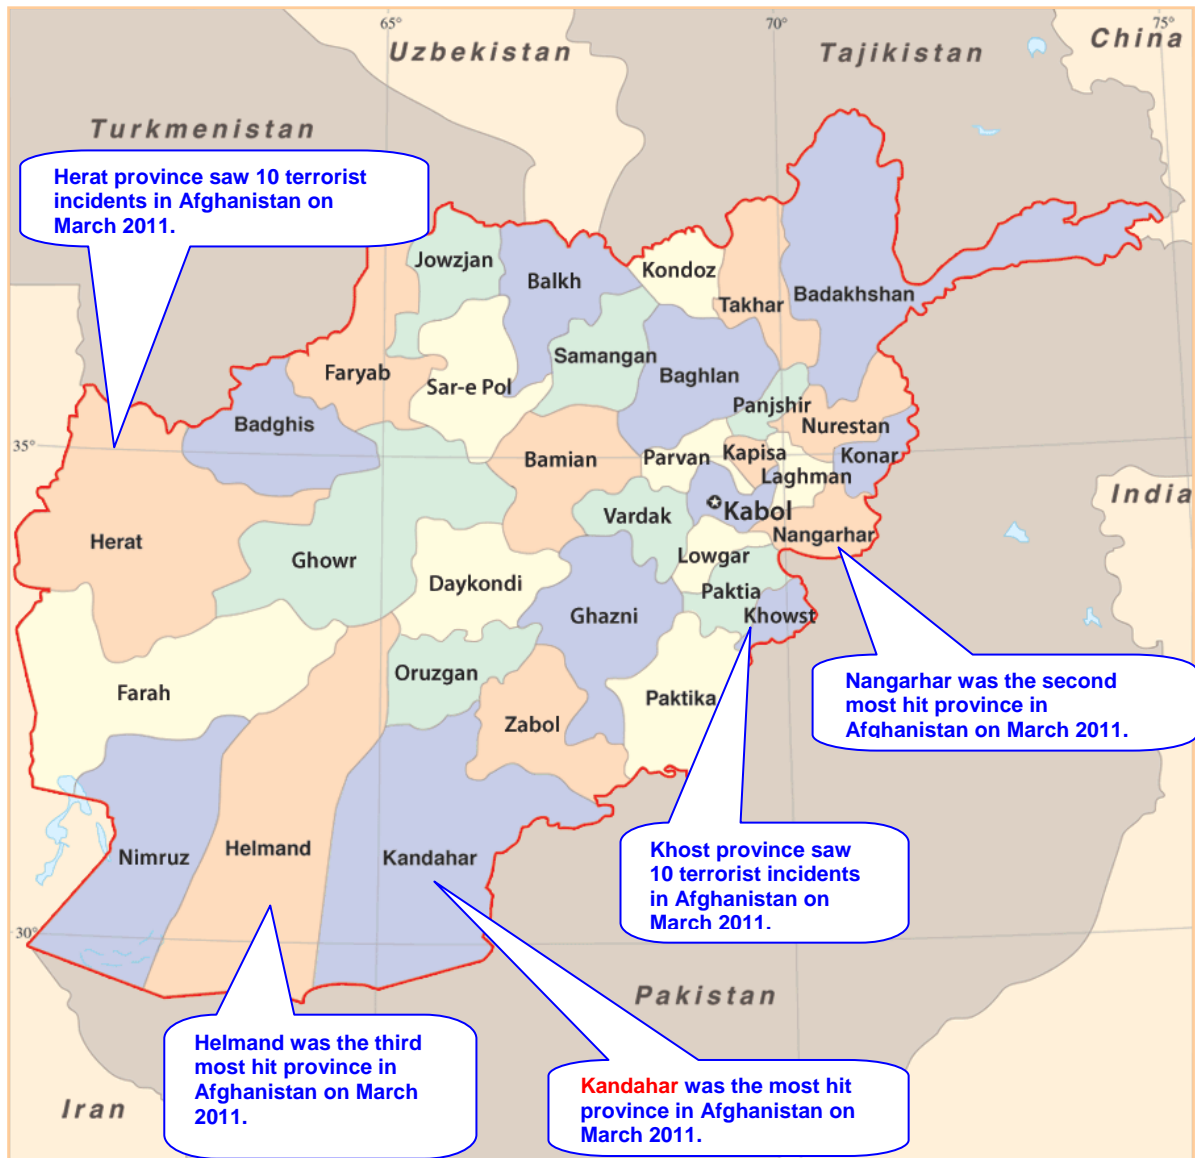 65°
70°
75°
Uzbekistan
Tajikistan
China
Turkmenistan
Herat province saw 10 terrorist
incidents in Afghanistan on
March 2011.
Jowzjan
Balkh
Kondoz
Takhar
Badakhshan
Faryab
Sar-e Pol
Samangan
Baghlan
Panjshir
Badghis
Nurestan
35°
Bamian
Parvan
Kapisa
Konar
Laghman
India
Herat
Ghowr
Vardak
Kabol
Nangarhar
Daykondi
Lowgar
Paktia
Ghazni
Khowst
Farah
Oruzgan
Zabol
Paktika
Nangarhar was the second
most hit province in
Afghanistan on March 2011.
Nimruz
Helmand
Kandahar
Khost province saw
10 terrorist incidents
in Afghanistan on
March 2011.
30°
Pakistan
Helmand was the third
most hit province in
Afghanistan on March
2011.
Kandahar was the most hit
province in Afghanistan on
March 2011.
Iran